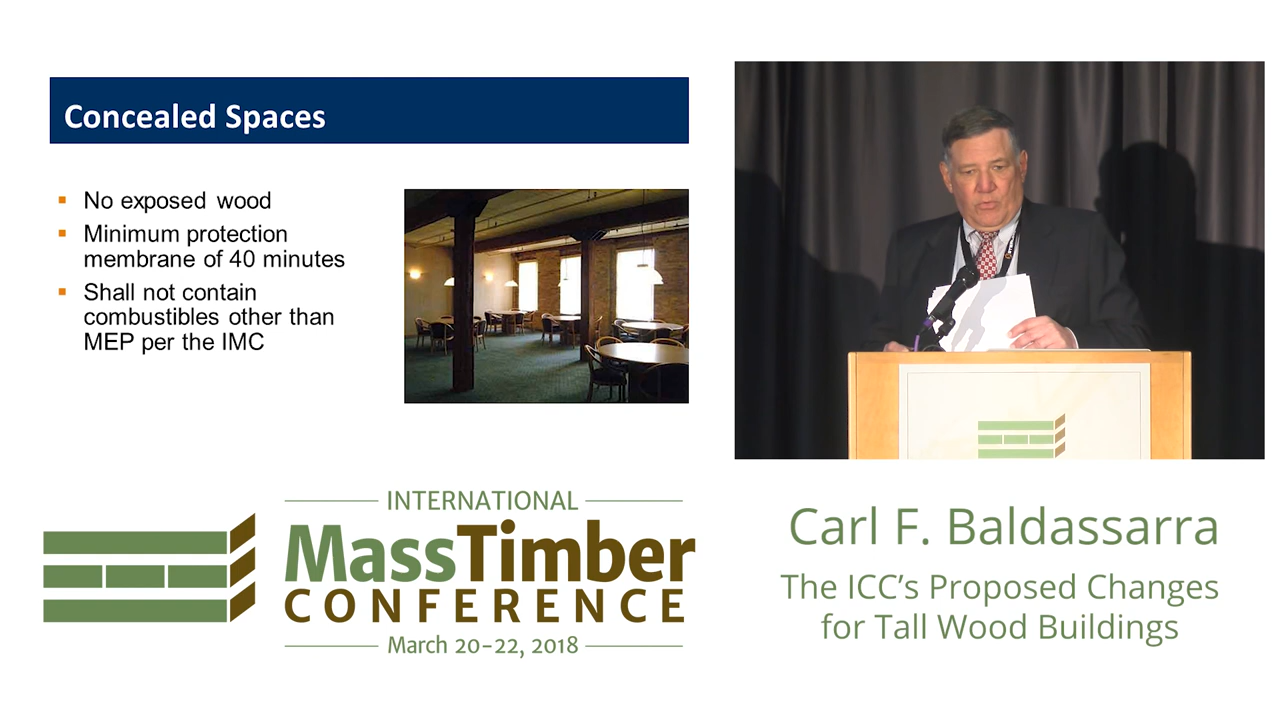 Concealed Spaces
▪ No exposed wood
▪ Minimum protection
membrane of 40 minutes
▪ Shall not contain
combustibles other than
MEP per the IMC
INTERNATIONAL
MassTimber
CONFERENCE
March 20–22, 2018
Carl F. Baldassarra
The ICC’s Proposed Changes
for Tall Wood Buildings